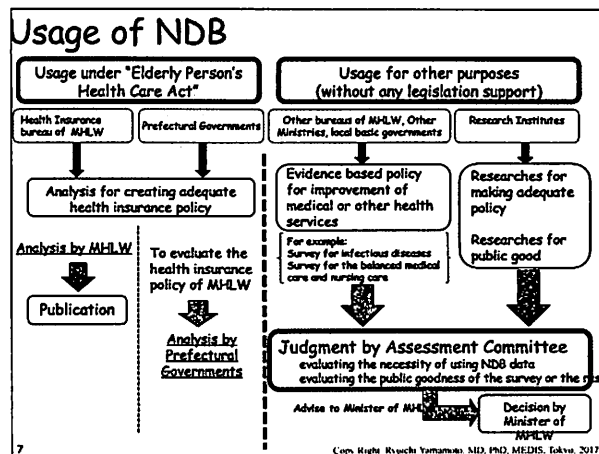 Usage of NDB
Usage under "Elderly Person's
Health Care Act"
Usage for other purposes
(without any legislation support)
Health Insurance
bureau of MHLW
Prefectural Governments
Other bureaus of MHLW, Other
Ministries, local basic governments
Research Institutes
Analysis for creating adequate
health insurance policy
Evidence based policy
for improvement of
medical or other health
services
Researches for
making adequate
policy
Researches for
public good
For example:
Survey for infectious diseases
Survey for the balanced medical
care and nursing care
Analysis by MHLW
Publication
To evaluate the
health insurance
policy of MHLW
Analysis by
Prefectural
Governments
Judgment by Assessment Committee
evaluating the necessity of using NDB data
evaluating the public goodness of the survey or the res
Advise to Minister of MHL
Decision by
Minister of
MHLW
7
Copy Right, Ryuichi Yamamoto, MD, PhD, MEDIS, Tokyo, 2017